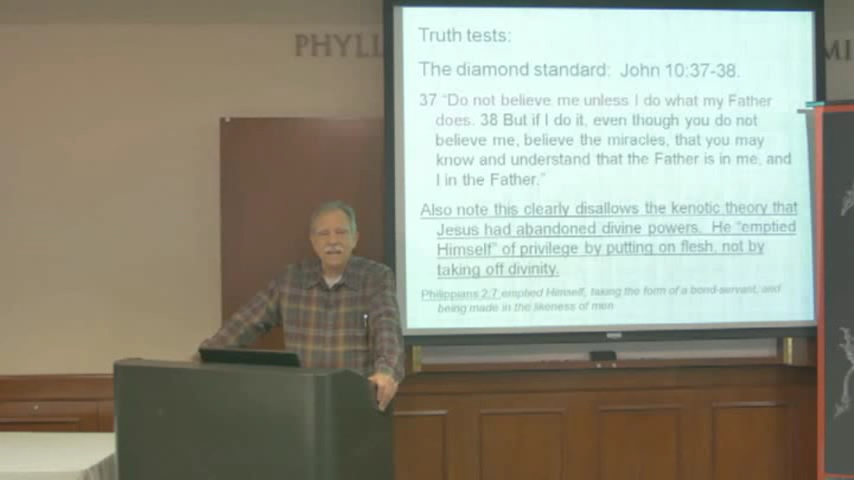 PHYLL
MI
Truth tests:
The diamond standard: John 10:37-38.
37 “Do not believe me unless I do what my Father
does. 38 But if I do it, even though you do not
believe me, believe the miracles, that you may
know and understand that the Father is in me, and
I in the Father.”
Also note this clearly disallows the kenotic theory that
Jesus had abandoned divine powers. He “emptied
Himself” of privilege by putting on flesh, not by
taking off divinity.
Philippians 2:7 emptied Himself, taking the form of a bond-servant, and
being made in the likeness of men